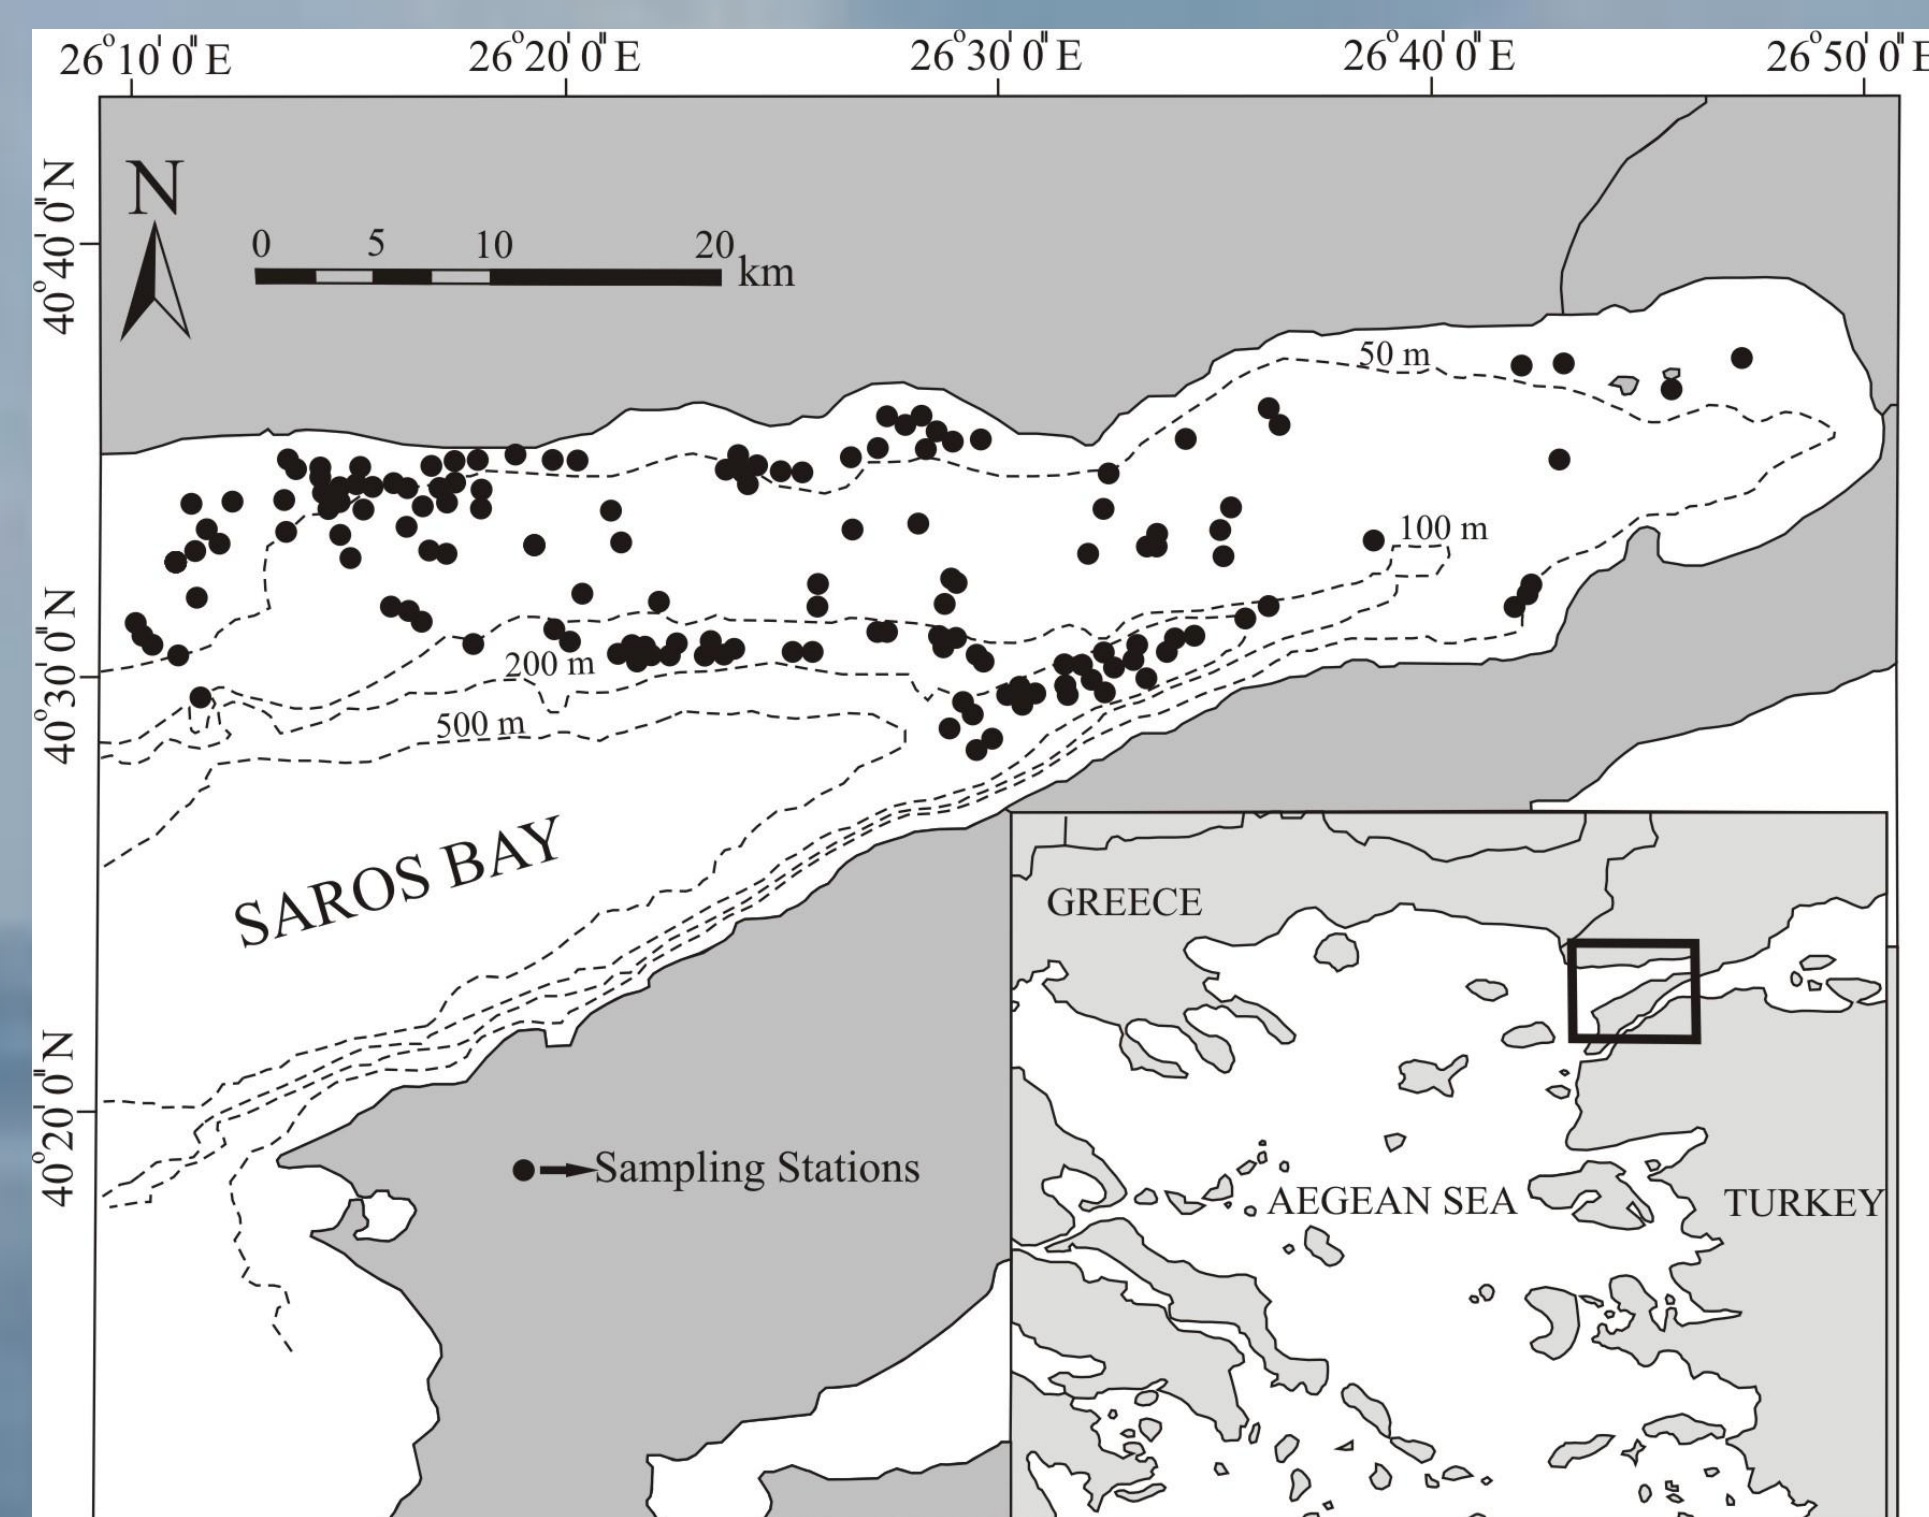 26°10'0"E 26°20'0"E 26°30'0"E 26°40'0"E 26°50'0"E
N
40°40'0"N
0 5 10 20 km
50 m
100 m
40°30'0"N
200 m
500 m
SAROS BAY
GREECE
40°20'0"N
Sampling Stations
AEGEAN SEA
TURKEY